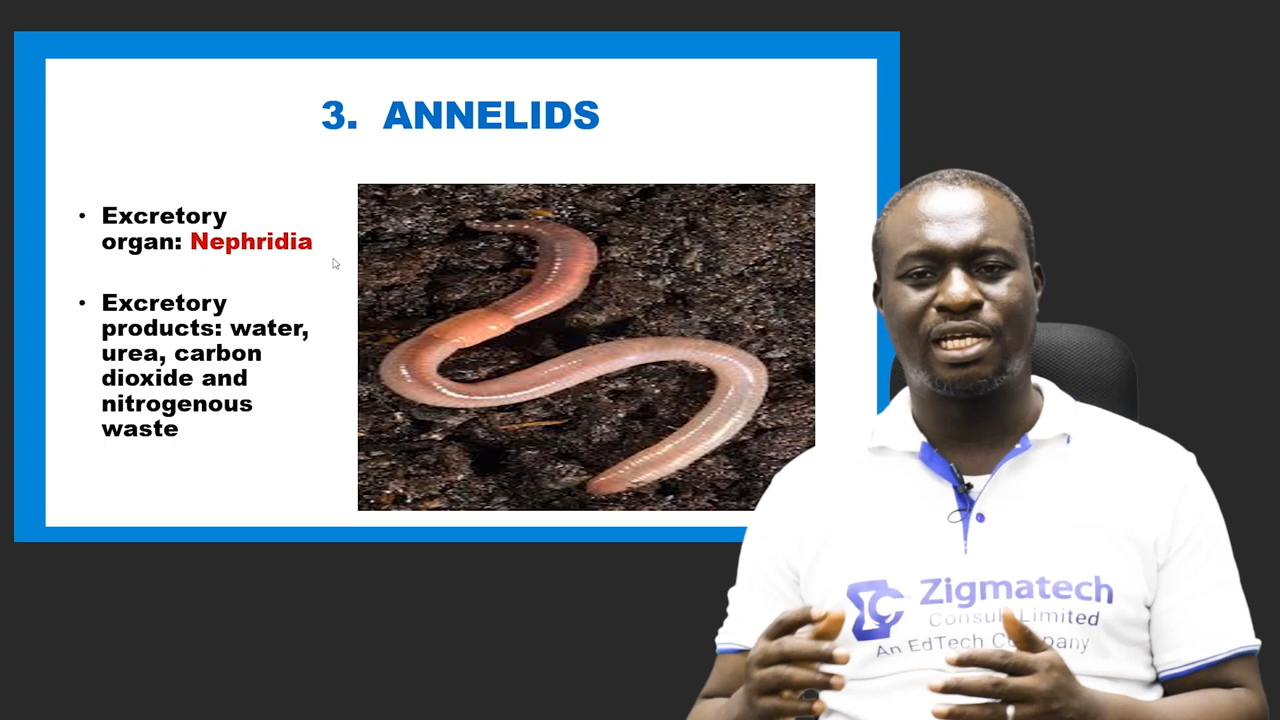 3. ANNELIDS
• Excretory
organ: Nephridia
• Excretory
products: water,
urea, carbon
dioxide and
nitrogenous
waste
Zigmatech
Limited
An EdTech